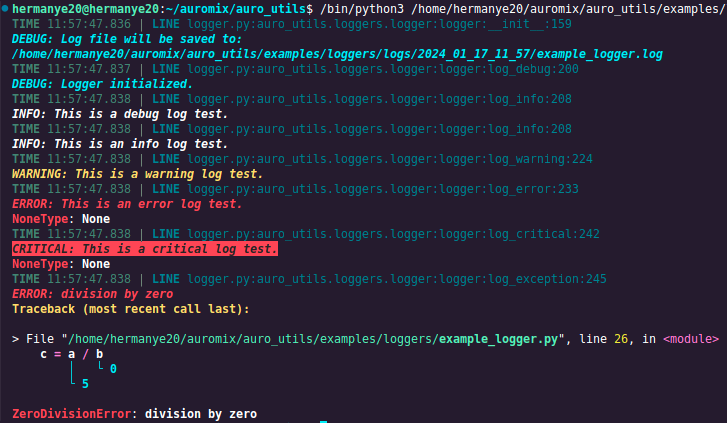 hermanye20@hermanye20:~/auromix/auro_utils$ /bin/python3 /home/hermanye20/auromix/auro_utils/examples/
TIME 11:57:47.836 | LINE logger.py:auro_utils.loggers.logger:logger:__init__:159
DEBUG: Log file will be saved to:
/home/hermanye20/auromix/auro_utils/examples/loggers/logs/2024_01_17_11_57/example_logger.log
TIME 11:57:47.837 | LINE logger.py:auro_utils.loggers.logger:logger:log_debug:200
DEBUG: Logger initialized.
TIME 11:57:47.838 | LINE logger.py:auro_utils.loggers.logger:logger:log_info:208
INFO: This is a debug log test.
TIME 11:57:47.838 | LINE logger.py:auro_utils.loggers.logger:logger:log_info:208
INFO: This is an info log test.
TIME 11:57:47.838 | LINE logger.py:auro_utils.loggers.logger:logger:log_warning:224
WARNING: This is a warning log test.
TIME 11:57:47.838 | LINE logger.py:auro_utils.loggers.logger:logger:log_error:233
ERROR: This is an error log test.
NoneType: None
TIME 11:57:47.838 | LINE logger.py:auro_utils.loggers.logger:logger:log_critical:242
CRITICAL: This is a critical log test.
NoneType: None
TIME 11:57:47.838 | LINE logger.py:auro_utils.loggers.logger:logger:log_exception:245
ERROR: division by zero
Traceback (most recent call last):
> File "/home/hermanye20/auromix/auro_utils/examples/loggers/example_logger.py", line 26, in <module>
c = a / b
│ └ 0
└ 5
ZeroDivisionError: division by zero